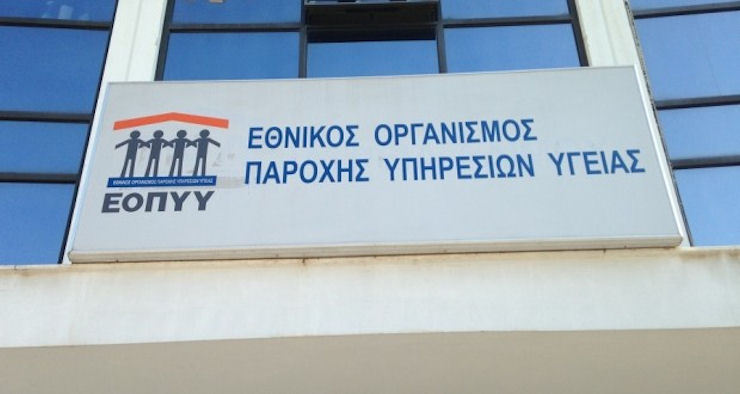 ΕΘΝΙΚΟΣ ΟΡΓΑΝΙΣΜΟΣ
ΠΑΡΟΧΗΣ ΥΠΗΡΕΣΙΩΝ ΥΓΕΙΑΣ
ΕΘΝΙΚΟΣ ΟΡΓΑΝΙΣΜΟΣ ΠΑΡΟΧΗΣ ΥΠΗΡΕΣΙΩΝ ΥΓΕΙΑΣ
ΕΟΠΥΥ